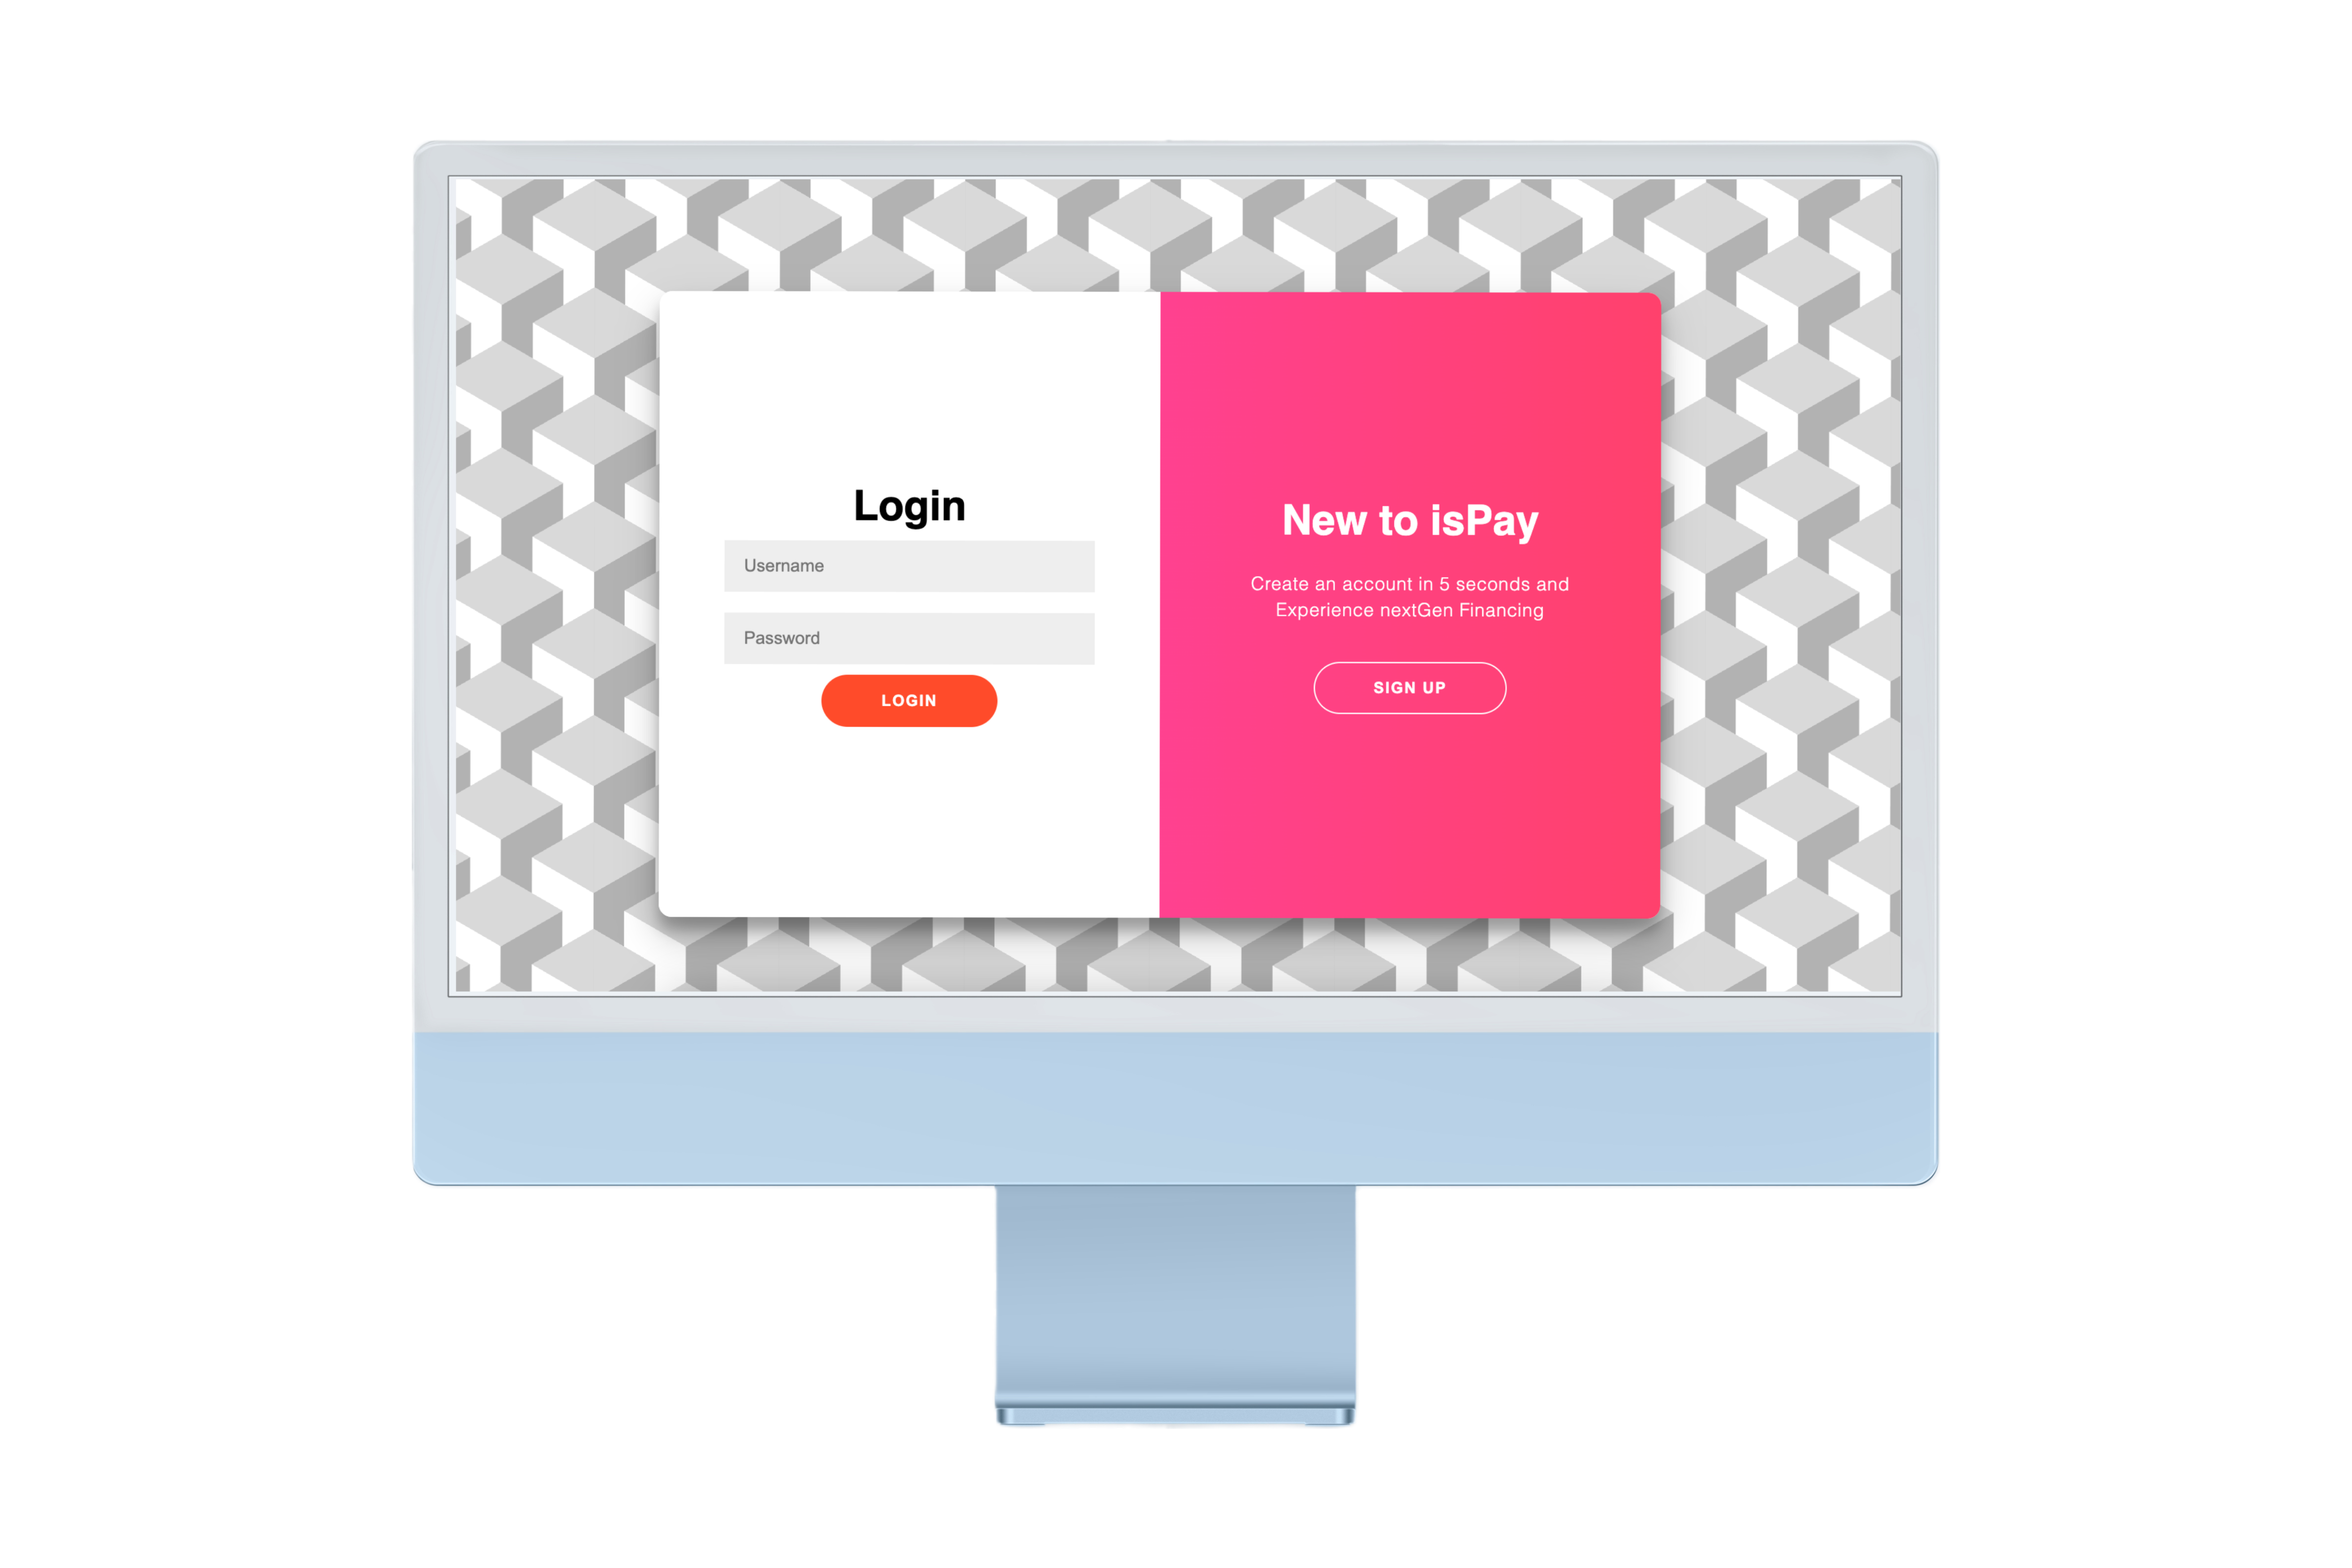 Login
Username
Password
LOGIN
New to isPay
Create an account in 5 seconds and
Experience nextGen Financing
SIGN UP